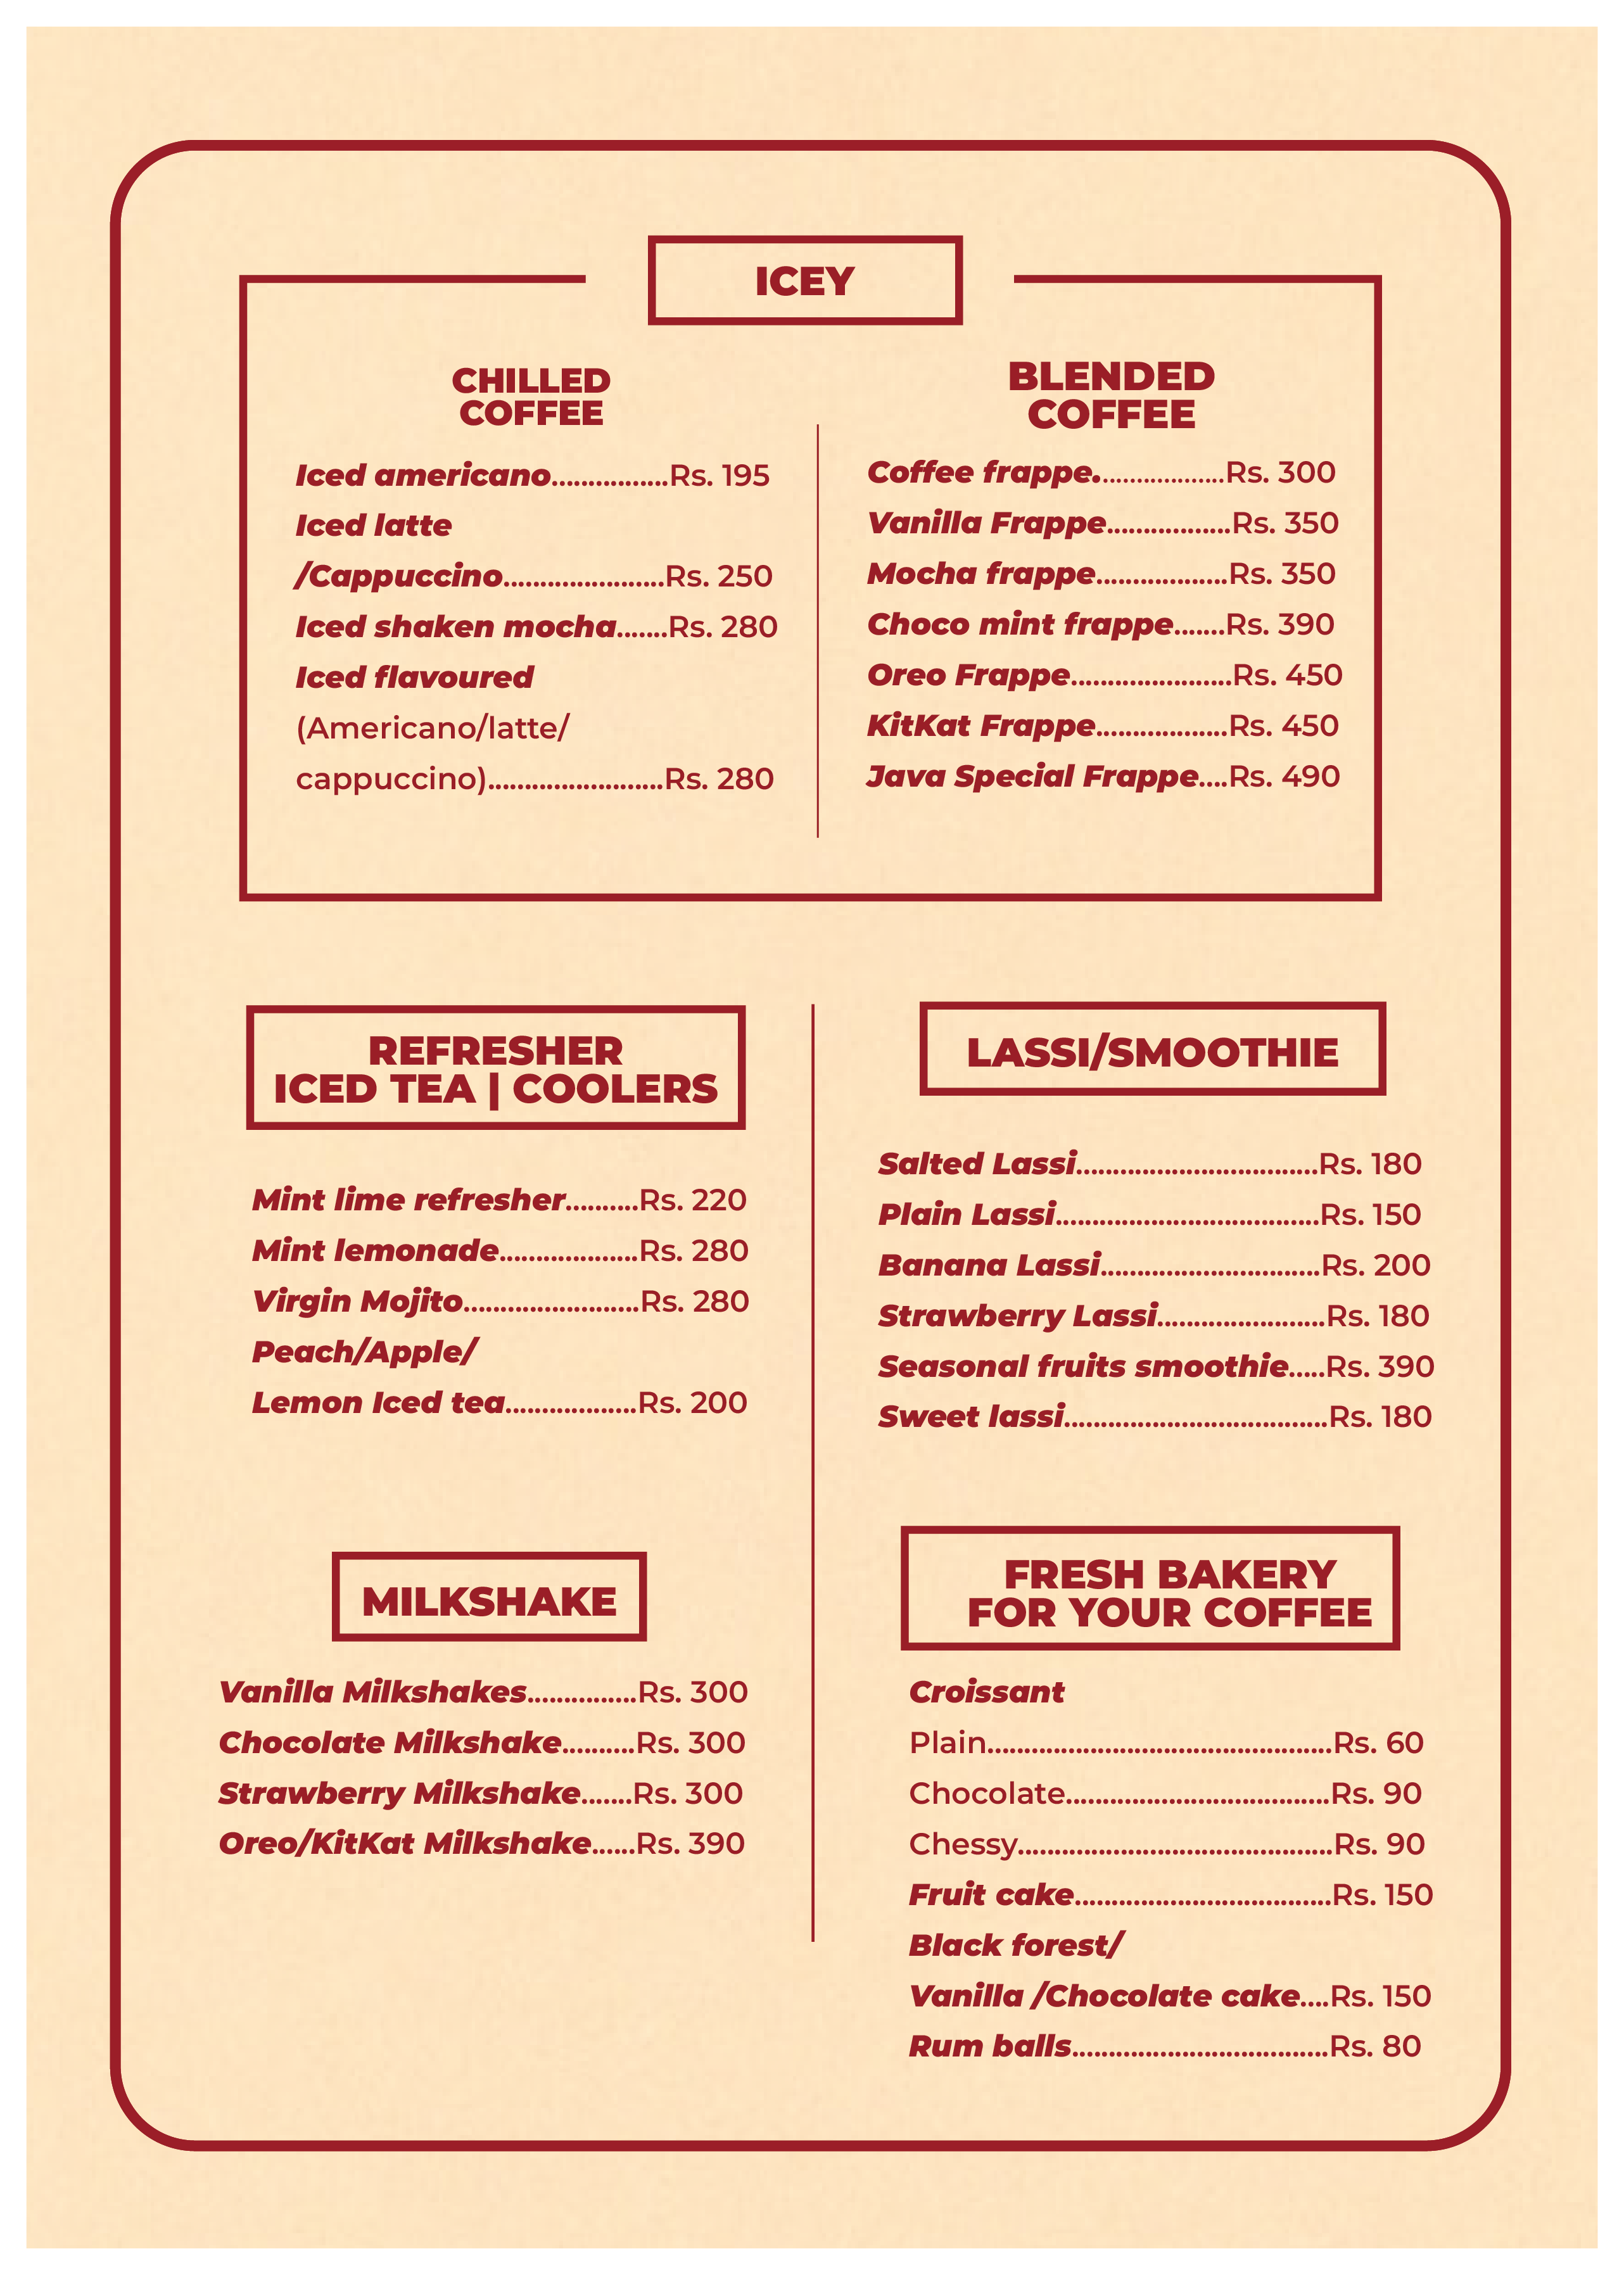 ICEY
CHILLED
COFFEE
Iced americano................Rs. 195
Iced latte
/Cappuccino......................Rs. 250
Iced shaken mocha.......Rs. 280
Iced flavoured
(Americano/latte/
cappuccino)........................Rs. 280
BLENDED
COFFEE
Coffee frappe..................Rs. 300
Vanilla Frappe.................Rs. 350
Mocha frappe..................Rs. 350
Choco mint frappe.......Rs. 390
Oreo Frappe......................Rs. 450
KitKat Frappe..................Rs. 450
Java Special Frappe....Rs. 490
REFRESHER
ICED TEA | COOLERS
Mint lime refresher..........Rs. 220
Mint lemonade...................Rs. 280
Virgin Mojito........................Rs. 280
Peach/Apple/
Lemon Iced tea..................Rs. 200
LASSI/SMOOTHIE
Salted Lassi.................................Rs. 180
Plain Lassi....................................Rs. 150
Banana Lassi..............................Rs. 200
Strawberry Lassi.......................Rs. 180
Seasonal fruits smoothie.....Rs. 390
Sweet lassi....................................Rs. 180
MILKSHAKE
Vanilla Milkshakes...............Rs. 300
Chocolate Milkshake..........Rs. 300
Strawberry Milkshake.......Rs. 300
Oreo/KitKat Milkshake......Rs. 390
FRESH BAKERY
FOR YOUR COFFEE
Croissant
Plain...............................................Rs. 60
Chocolate....................................Rs. 90
Chessy...........................................Rs. 90
Fruit cake...................................Rs. 150
Black forest/
Vanilla /Chocolate cake....Rs. 150
Rum balls...................................Rs. 80